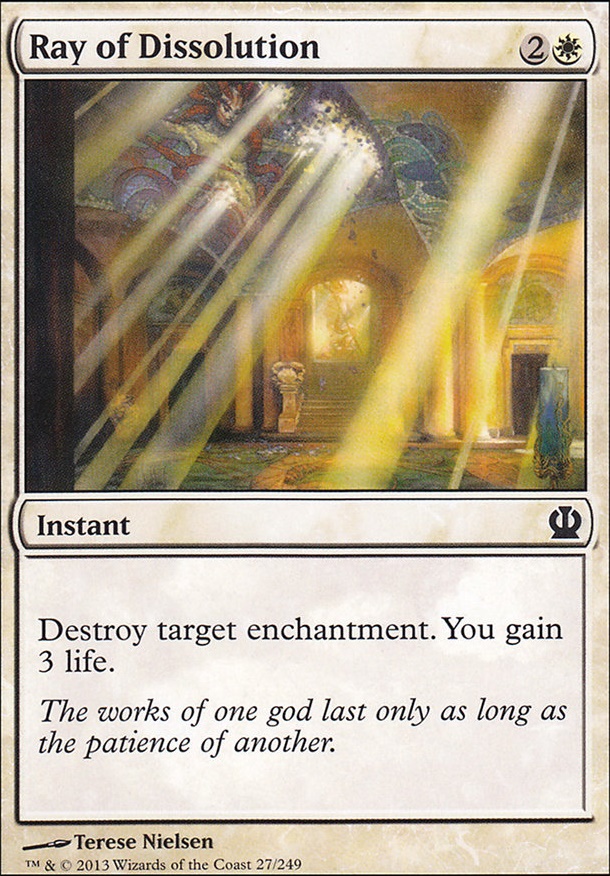 Ray of Dissolution 2
Instant
Destroy target enchantment. You gain
3 life.
The works of one god last only as long as
the patience of another.
Terese Nielsen
™ & © 2013 Wizards of the Coast 27/249